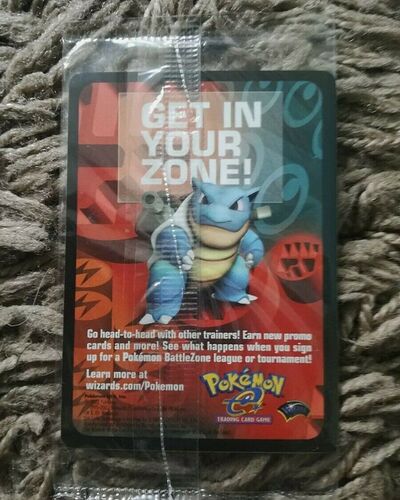 GET IN
YOUR
ZONE!
Go head-to-head with other trainers! Earn new promo
cards and more! See what happens when you sign
up for a Pokémon BattleZone league or tournament!
Learn more at
wizards.com/Pokemon
POKéMON
e
TRADING CARD GAME